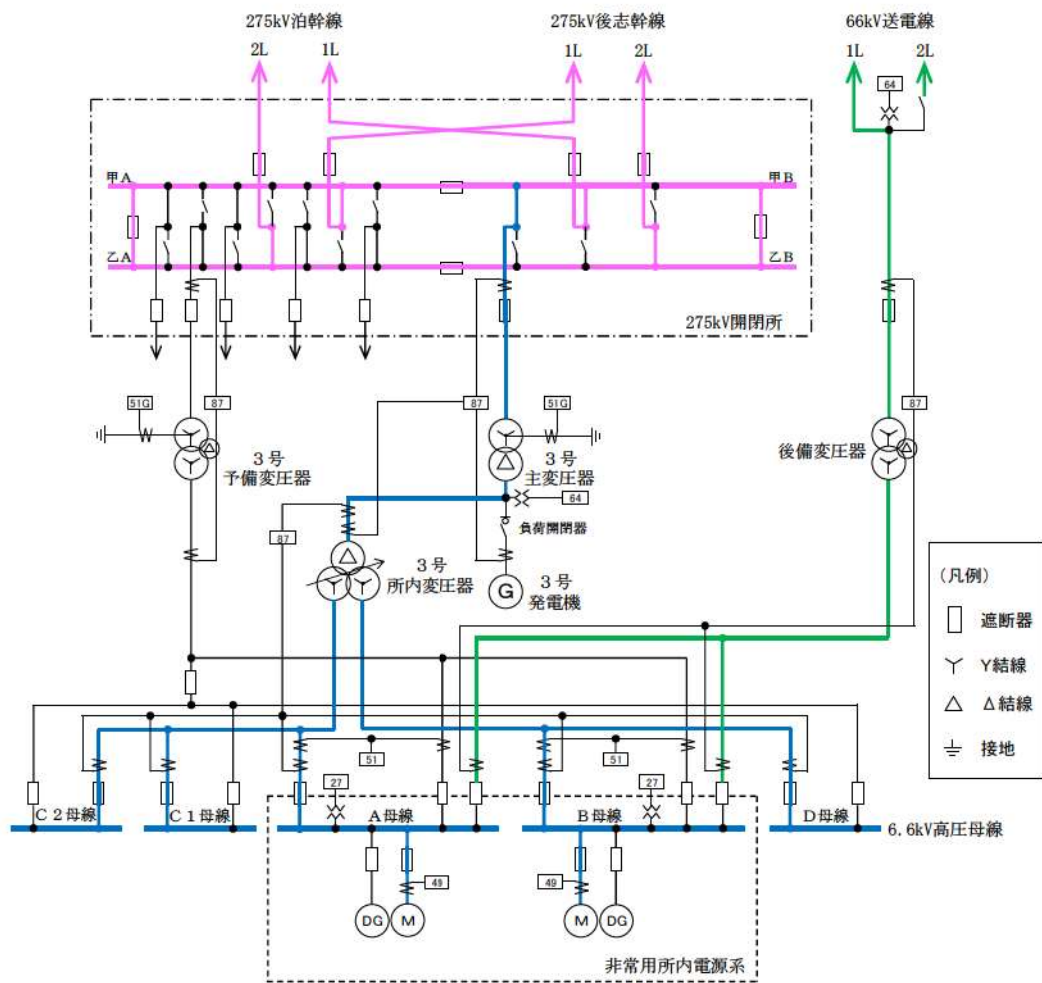 275kV泊幹線
275kV後志幹線
66kV送電線
2L
1L
1L
2L
1L
2L
64
甲A
甲B
乙A
乙B
275kV開閉所
51G
87
87
51G
87
3号
予備変圧器
3号
主変圧器
後備変圧器
64
87
負荷開閉器
3号
所内変圧器
G
3号
発電機
(凡例)
遮断器
Y結線
Δ結線
接地
51
51
27
27
C2母線
C1母線
A母線
B母線
D母線
6.6kV高圧母線
49
49
DG
M
M
DG
非常用所内電源系